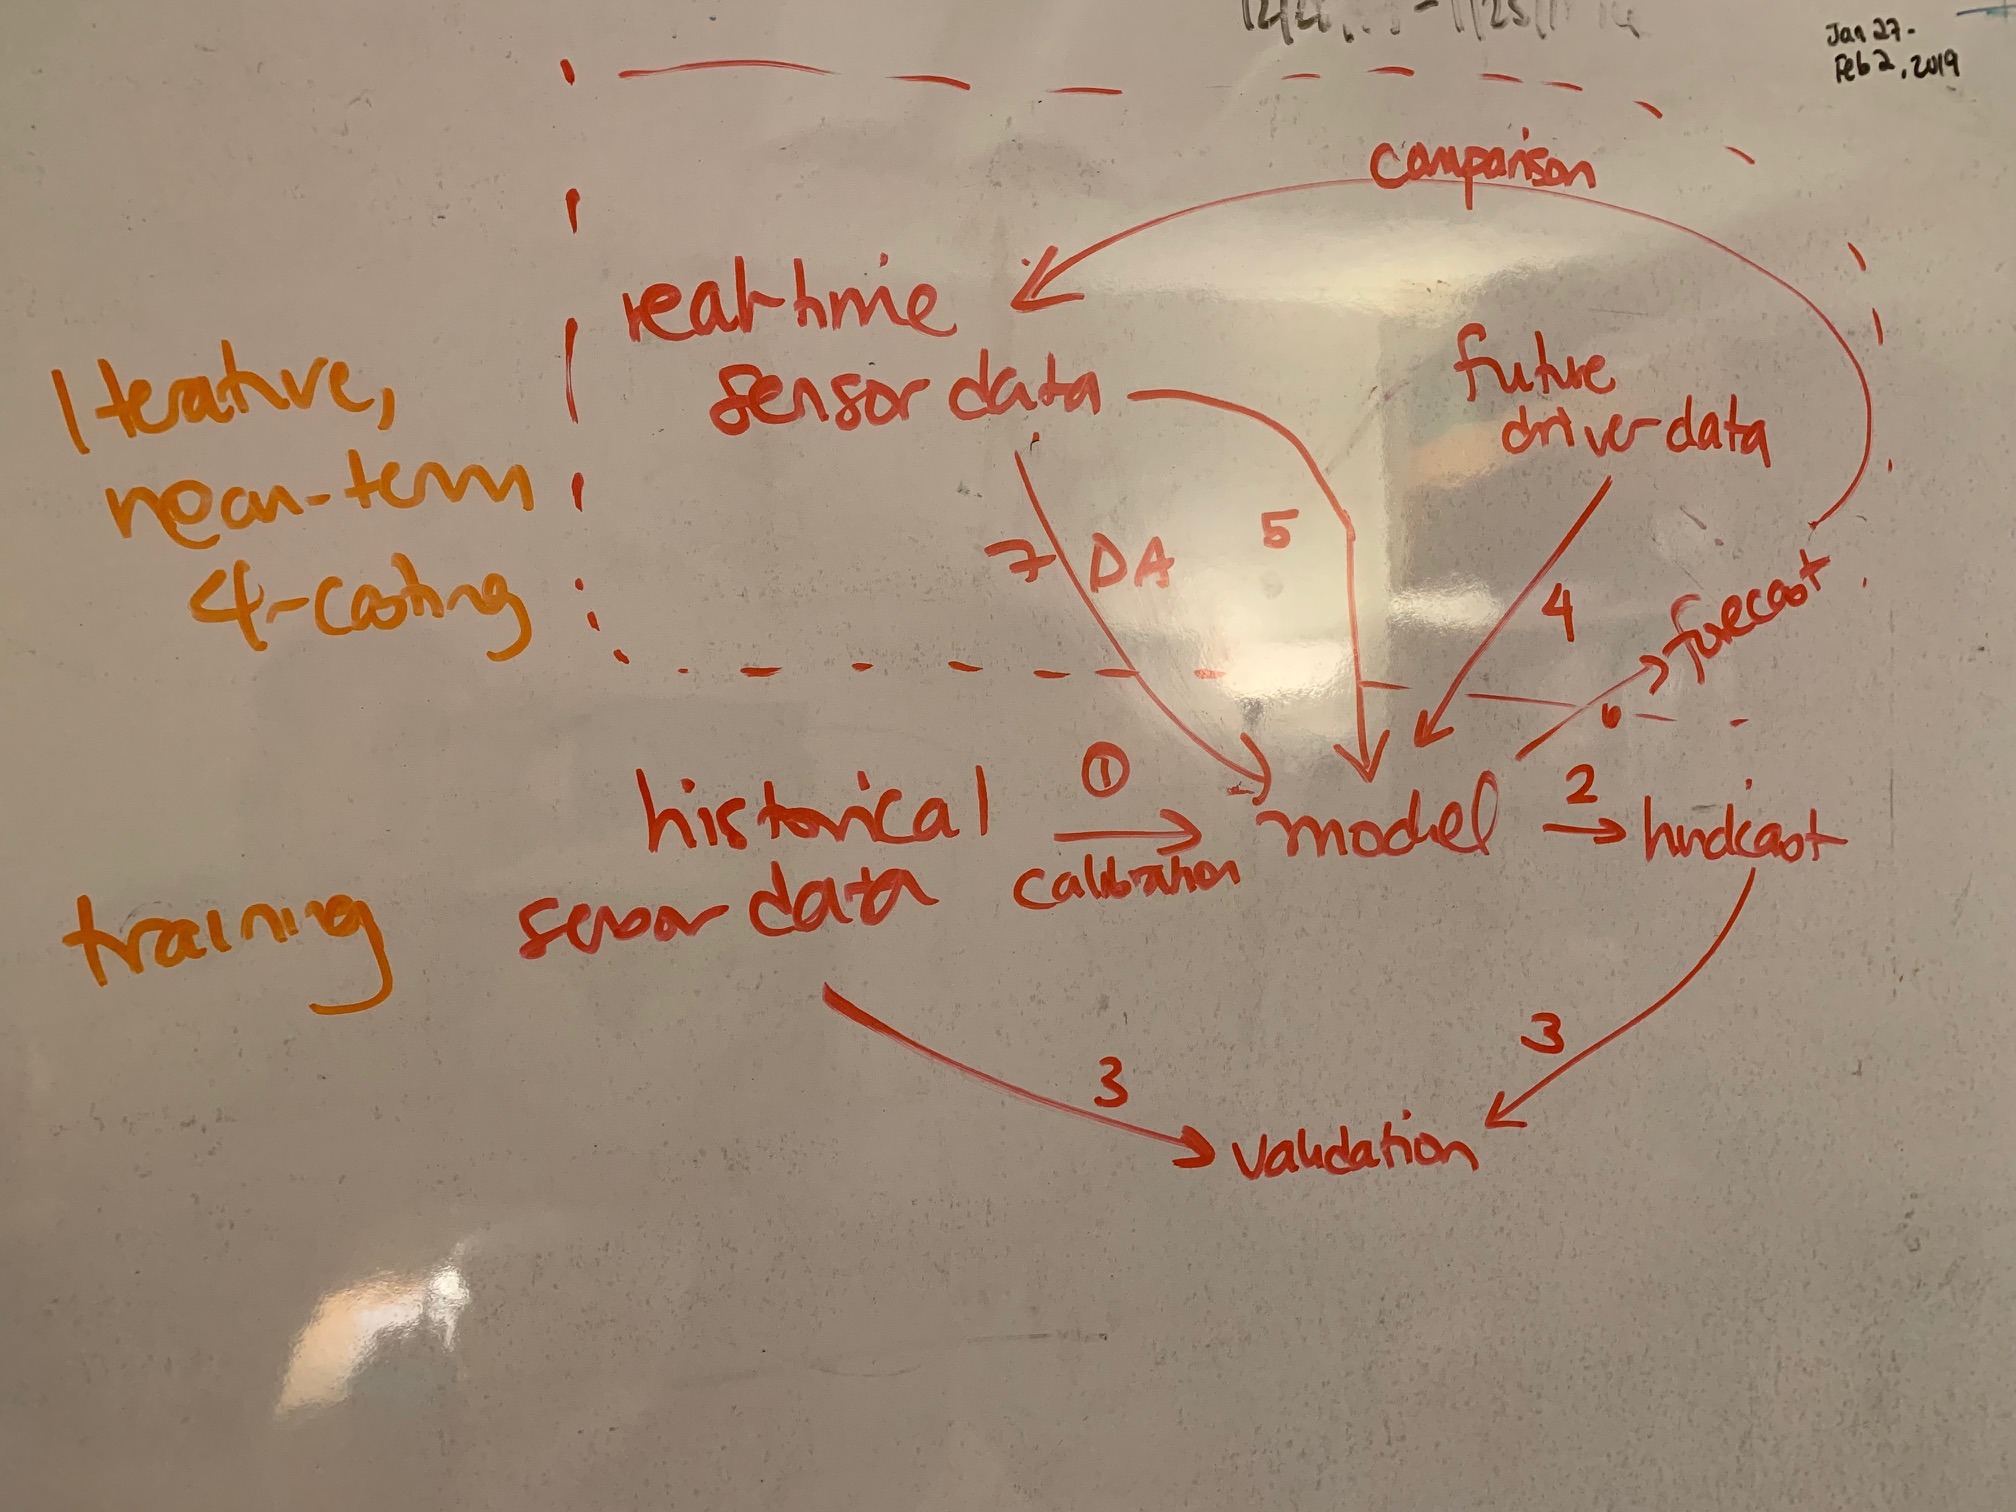 Jan 27 -
Feb 2, 2019
comparison
real-time
sensor data
future
driver data
Iterative,
near-term
4-casting
7 DA
5
4
forecast
6
historical
sensor data
1
calibration
model
2
hindcast
training
3
3
validation